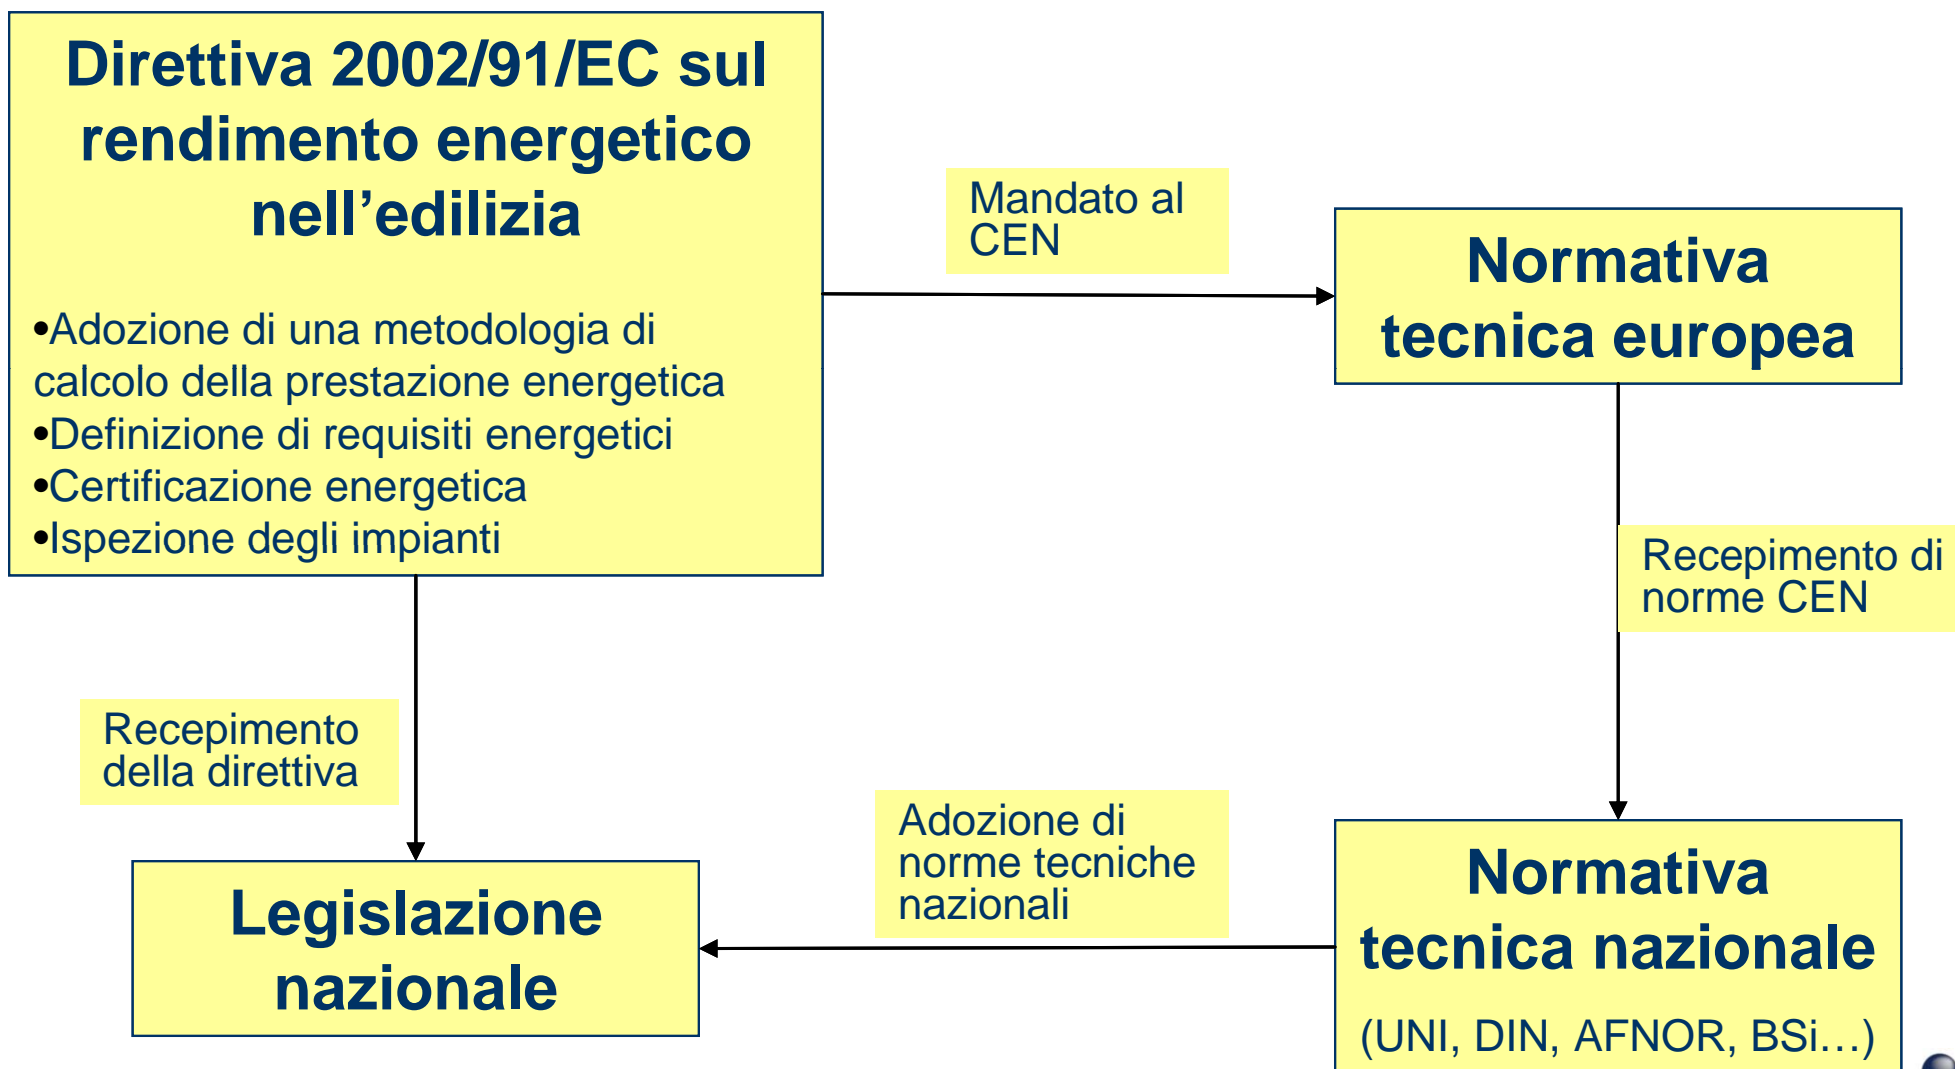 Direttiva 2002/91/EC sul
rendimento energetico
nell’edilizia
•Adozione di una metodologia di
calcolo della prestazione energetica
•Definizione di requisiti energetici
•Certificazione energetica
•Ispezione degli impianti
Mandato al
CEN
Normativa
tecnica europea
Recepimento di
norme CEN
Recepimento
della direttiva
Adozione di
norme tecniche
nazionali
Legislazione
nazionale
Normativa
tecnica nazionale
(UNI, DIN, AFNOR, BSi…)